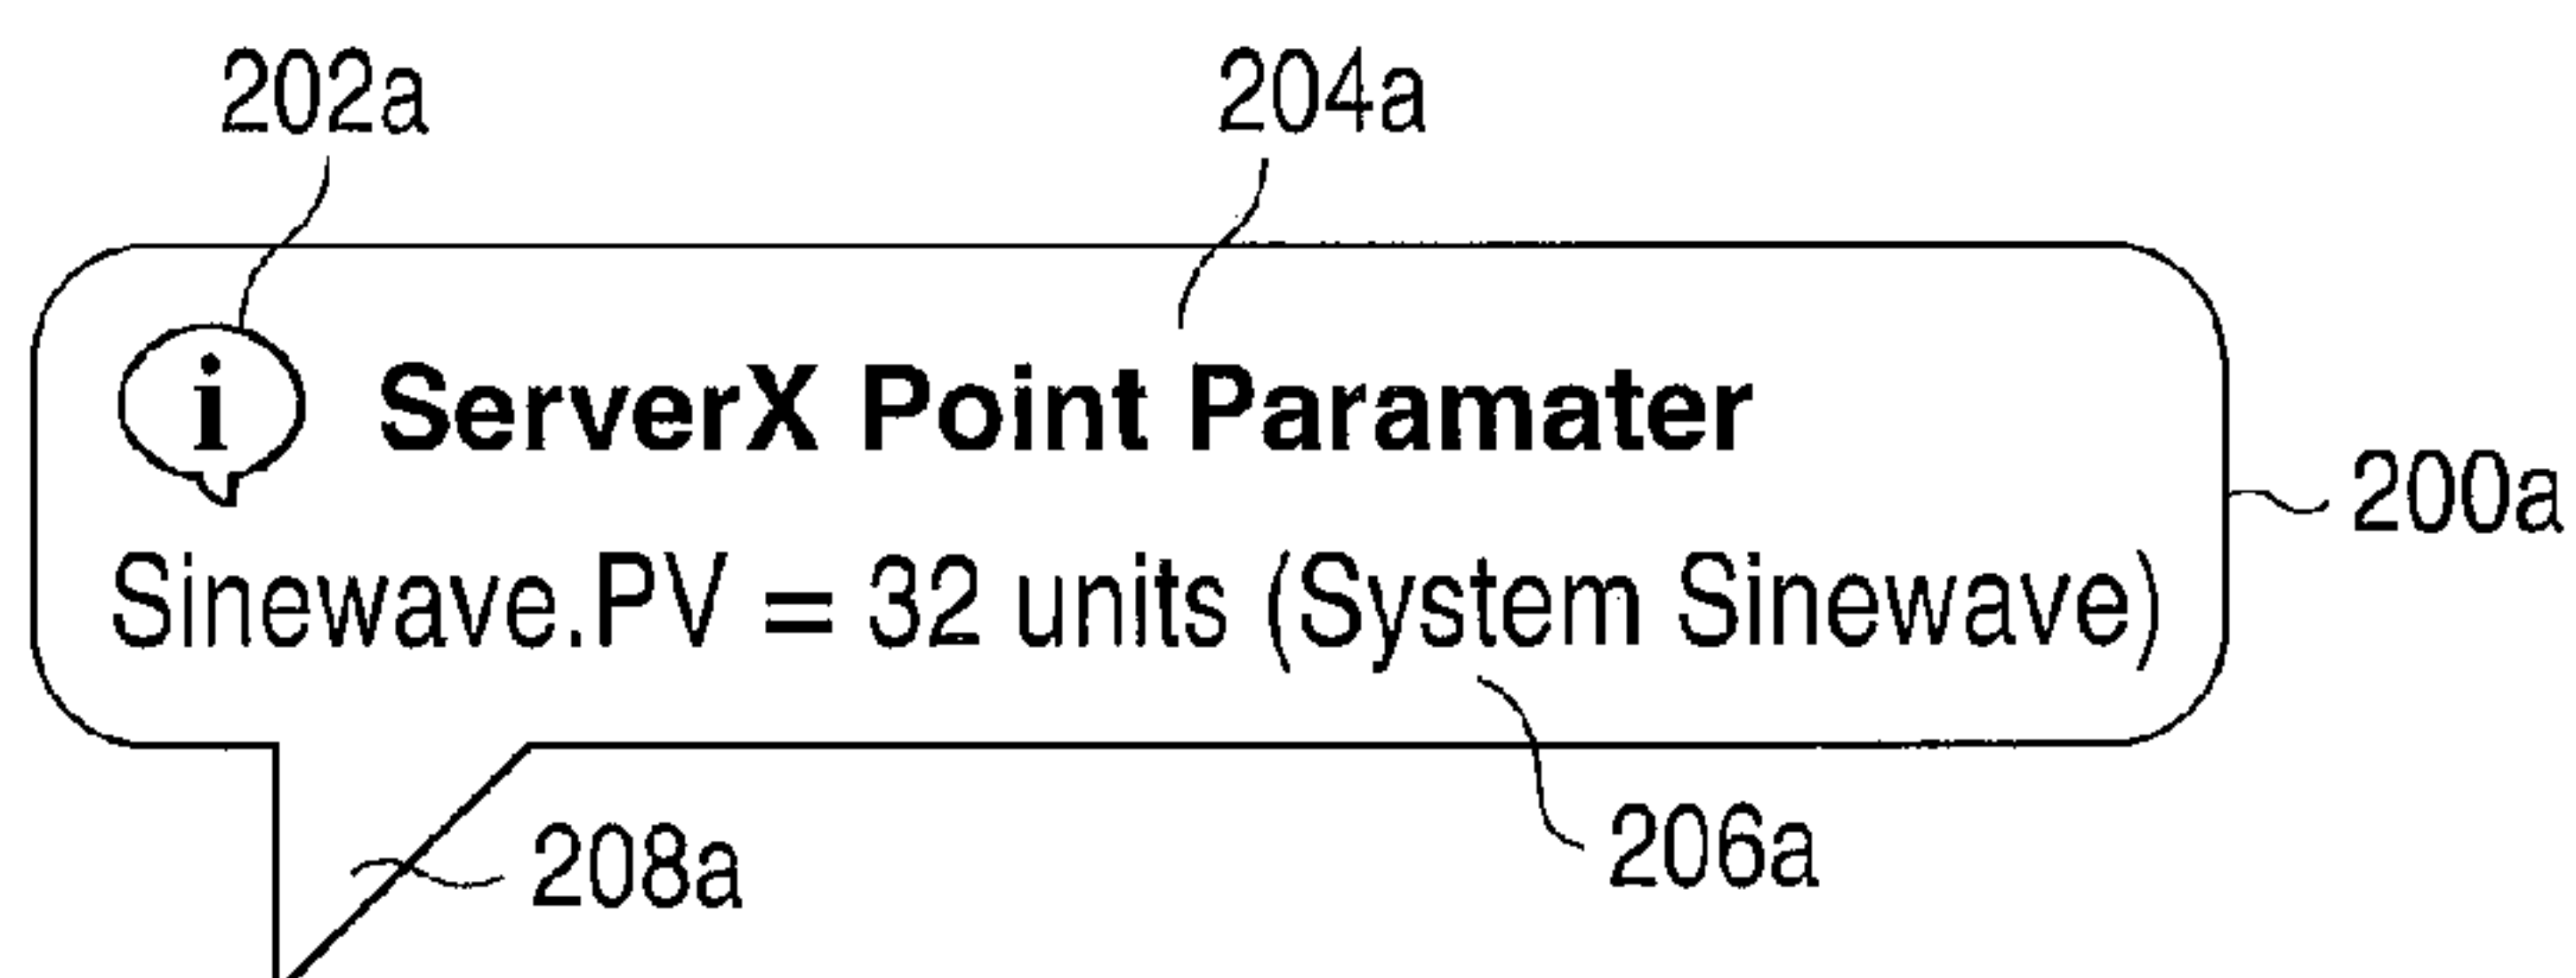 202a 204a
i ServerX Point Paramater
200a
Sinewave.PV = 32 units (System Sinewave)
208a 206a